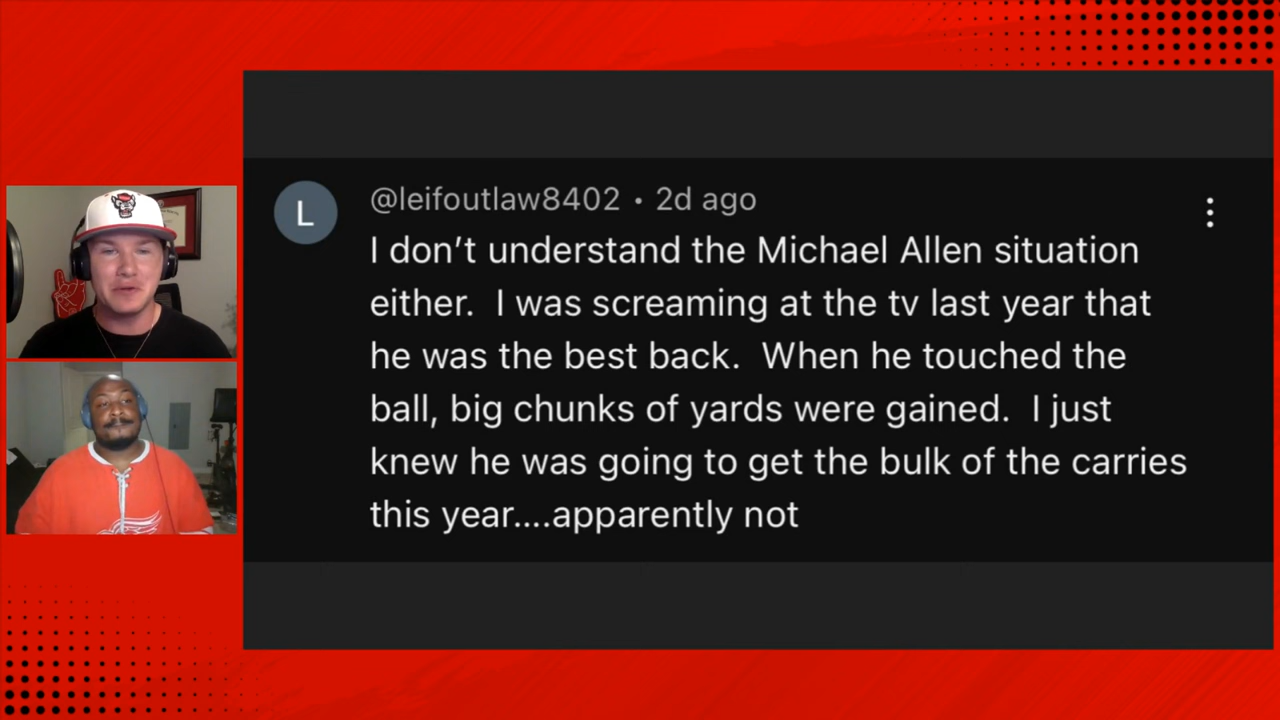 L
@leifoutlaw8402 • 2d ago
I don’t understand the Michael Allen situation
either.  I was screaming at the tv last year that
he was the best back.  When he touched the
ball, big chunks of yards were gained.  I just
knew he was going to get the bulk of the carries
this year....apparently not